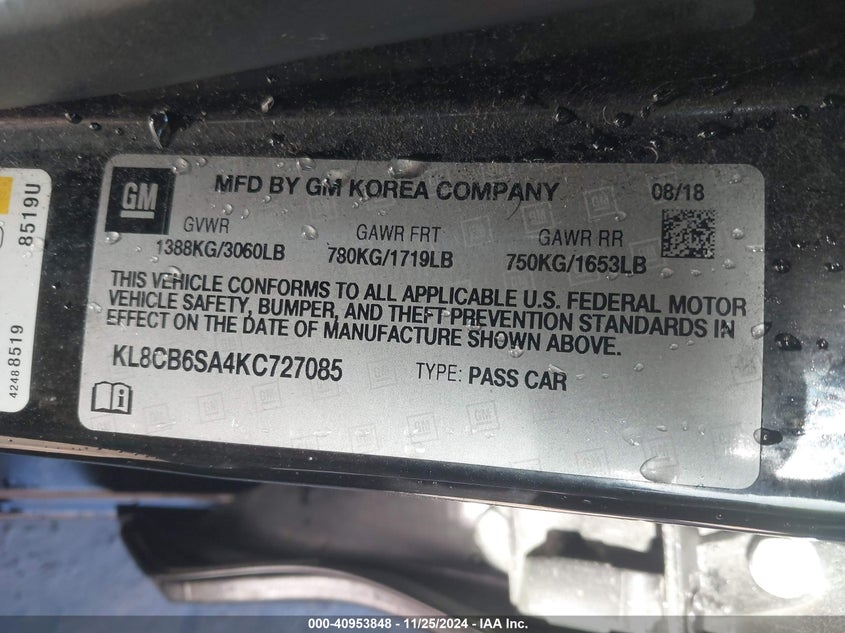 GM
MFD BY GM KOREA COMPANY 08/18
GVWR GAWR FRT GAWR RR
1388KG/3060LB 780KG/1719LB 750KG/1653LB
THIS VEHICLE CONFORMS TO ALL APPLICABLE U.S. FEDERAL MOTOR
VEHICLE SAFETY, BUMPER, AND THEFT PREVENTION STANDARDS IN
EFFECT ON THE DATE OF MANUFACTURE SHOWN ABOVE.
KL8CB6SA4KC727085 TYPE: PASS CAR
8519U
4248 8519
000-40953848 - 11/25/2024 - IAA Inc.